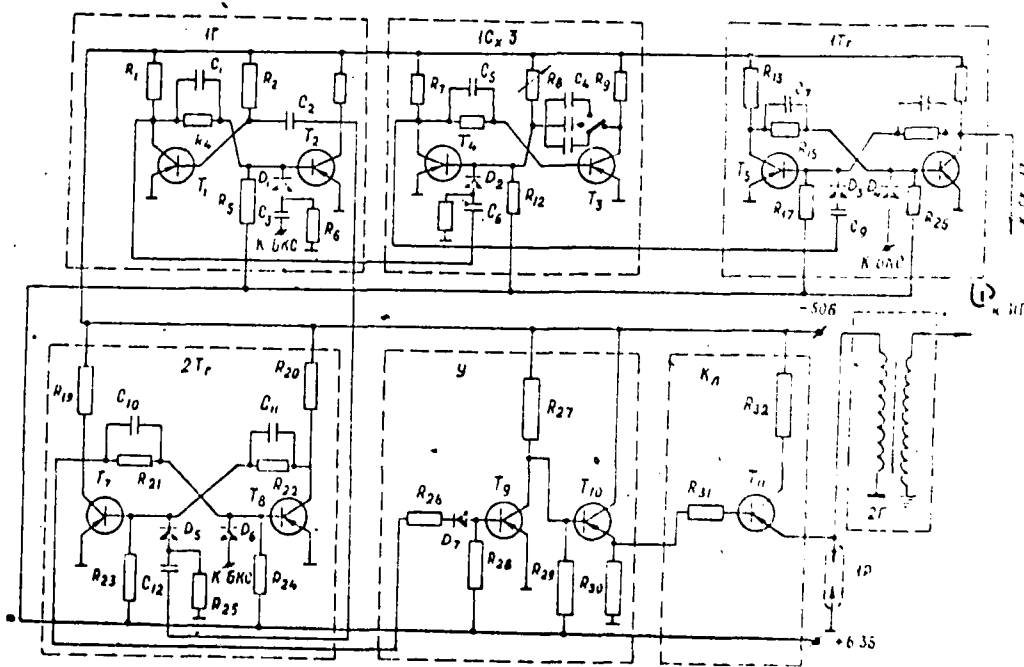 1Г
1Сх3
1Тг
R1
C1
R2
C2
R4
T1
T2
D1
R5
C3
R6
К БКС
R7
C5
R8
C4
R9
T4
D2
C6
R12
T3
R13
C7
R15
T5
D3
D4
R17
C9
К БКС
R26
(1)
-50В
2Тг
У
Кл
R19
R20
C10
C11
R21
R22
T7
T8
D5
D6
R23
C12
К БКС
R24
R25
R27
R26
D7
T9
T10
R28
R29
R30
R31
R32
T11
2Г
1Р
+6.3В